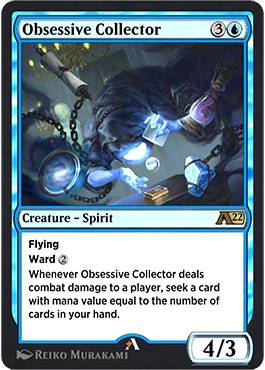 Obsessive Collector 3
Creature – Spirit A22
Flying
Ward 2
Whenever Obsessive Collector deals
combat damage to a player, seek a card
with mana value equal to the number of
cards in your hand.
4/3
REIKO MURAKAMI